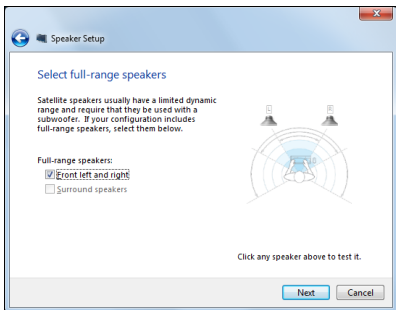 Speaker Setup
Select full-range speakers
Satellite speakers usually have a limited dynamic
range and require that they be used with a
subwoofer. If your configuration includes
full-range speakers, select them below.
L R
Full-range speakers:
Front left and right
Surround speakers
Click any speaker above to test it.
Next Cancel